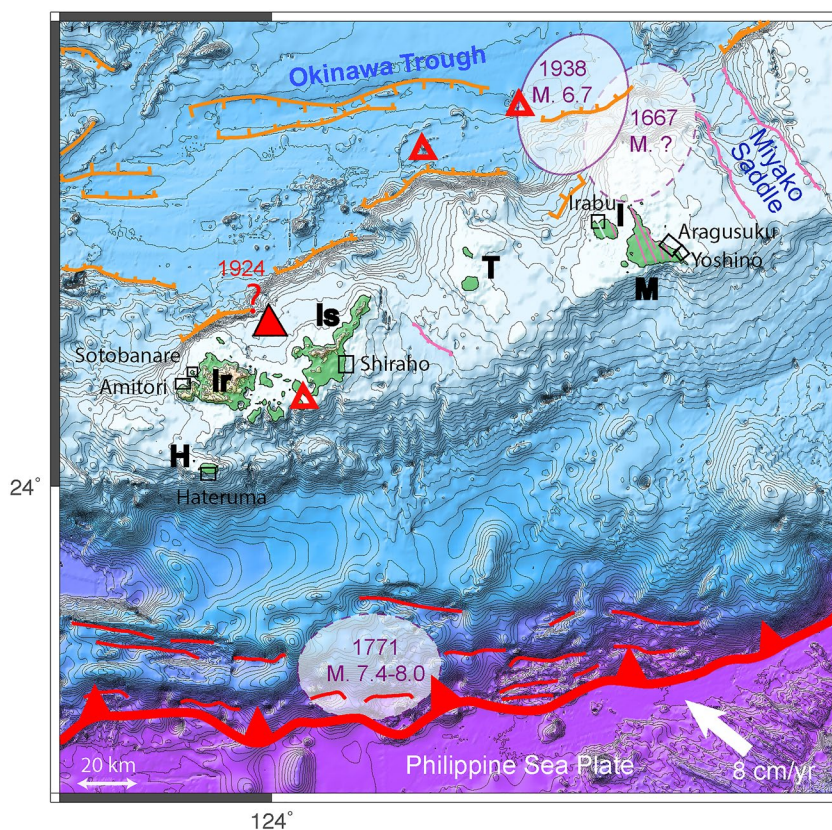 Okinawa Trough
1938
M. 6.7
1667
M. ?
Miyako
Saddle
Irabu
I
Aragusuku
Yoshino
M
T
1924
?
Is
Sotobanare
Amitori
Ir
Shiraho
H
Hateruma
24°
1771
M. 7.4-8.0
Philippine Sea Plate
8 cm/yr
20 km
124°